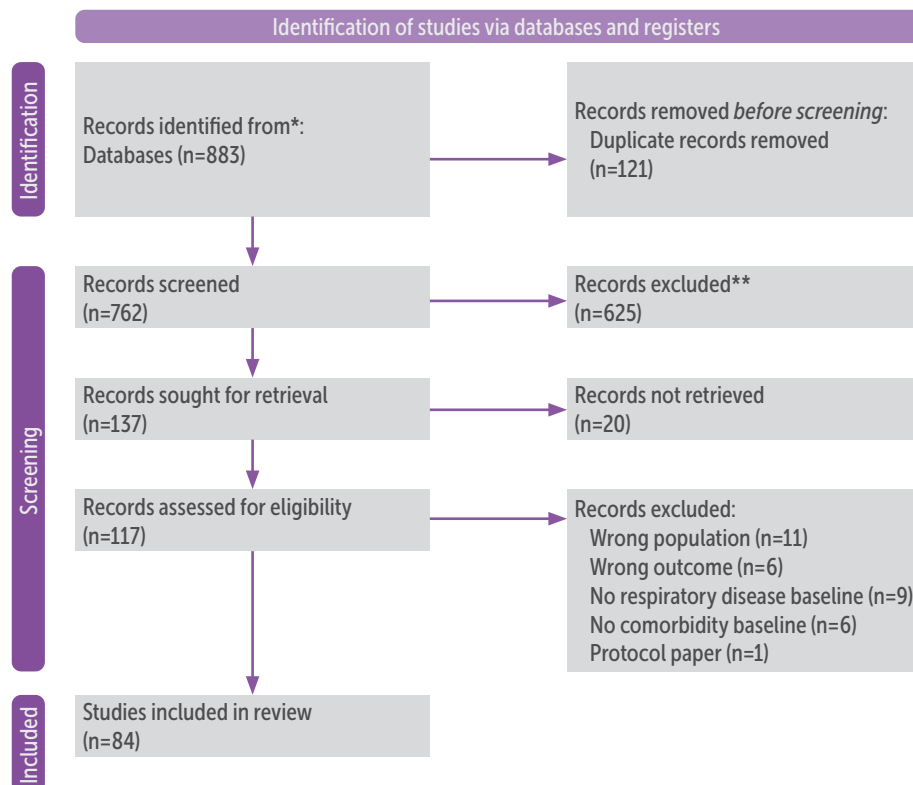 Identification of studies via databases and registers
Identification
Records identified from*:
Databases (n=883)
Records removed before screening:
Duplicate records removed
(n=121)
Screening
Records screened
(n=762)
Records excluded**
(n=625)
Records sought for retrieval
(n=137)
Records not retrieved
(n=20)
Records assessed for eligibility
(n=117)
Records excluded:
Wrong population (n=11)
Wrong outcome (n=6)
No respiratory disease baseline (n=9)
No comorbidity baseline (n=6)
Protocol paper (n=1)
Included
Studies included in review
(n=84)